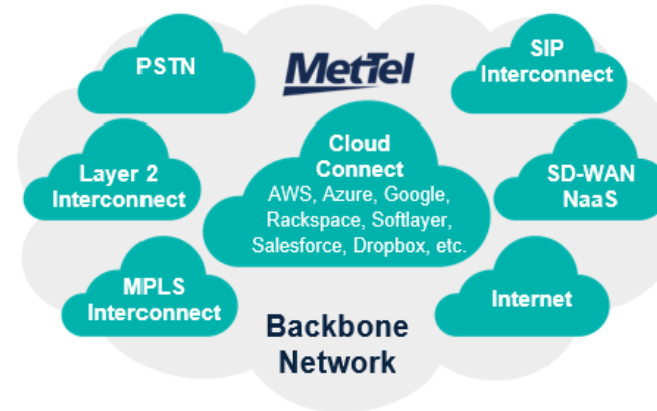 PSTN
MetTel
SIP
Interconnect
Layer 2
Interconnect
Cloud
Connect
AWS, Azure, Google,
Rackspace, Softlayer,
Salesforce, Dropbox, etc.
SD-WAN
NaaS
MPLS
Interconnect
Internet
Backbone
Network